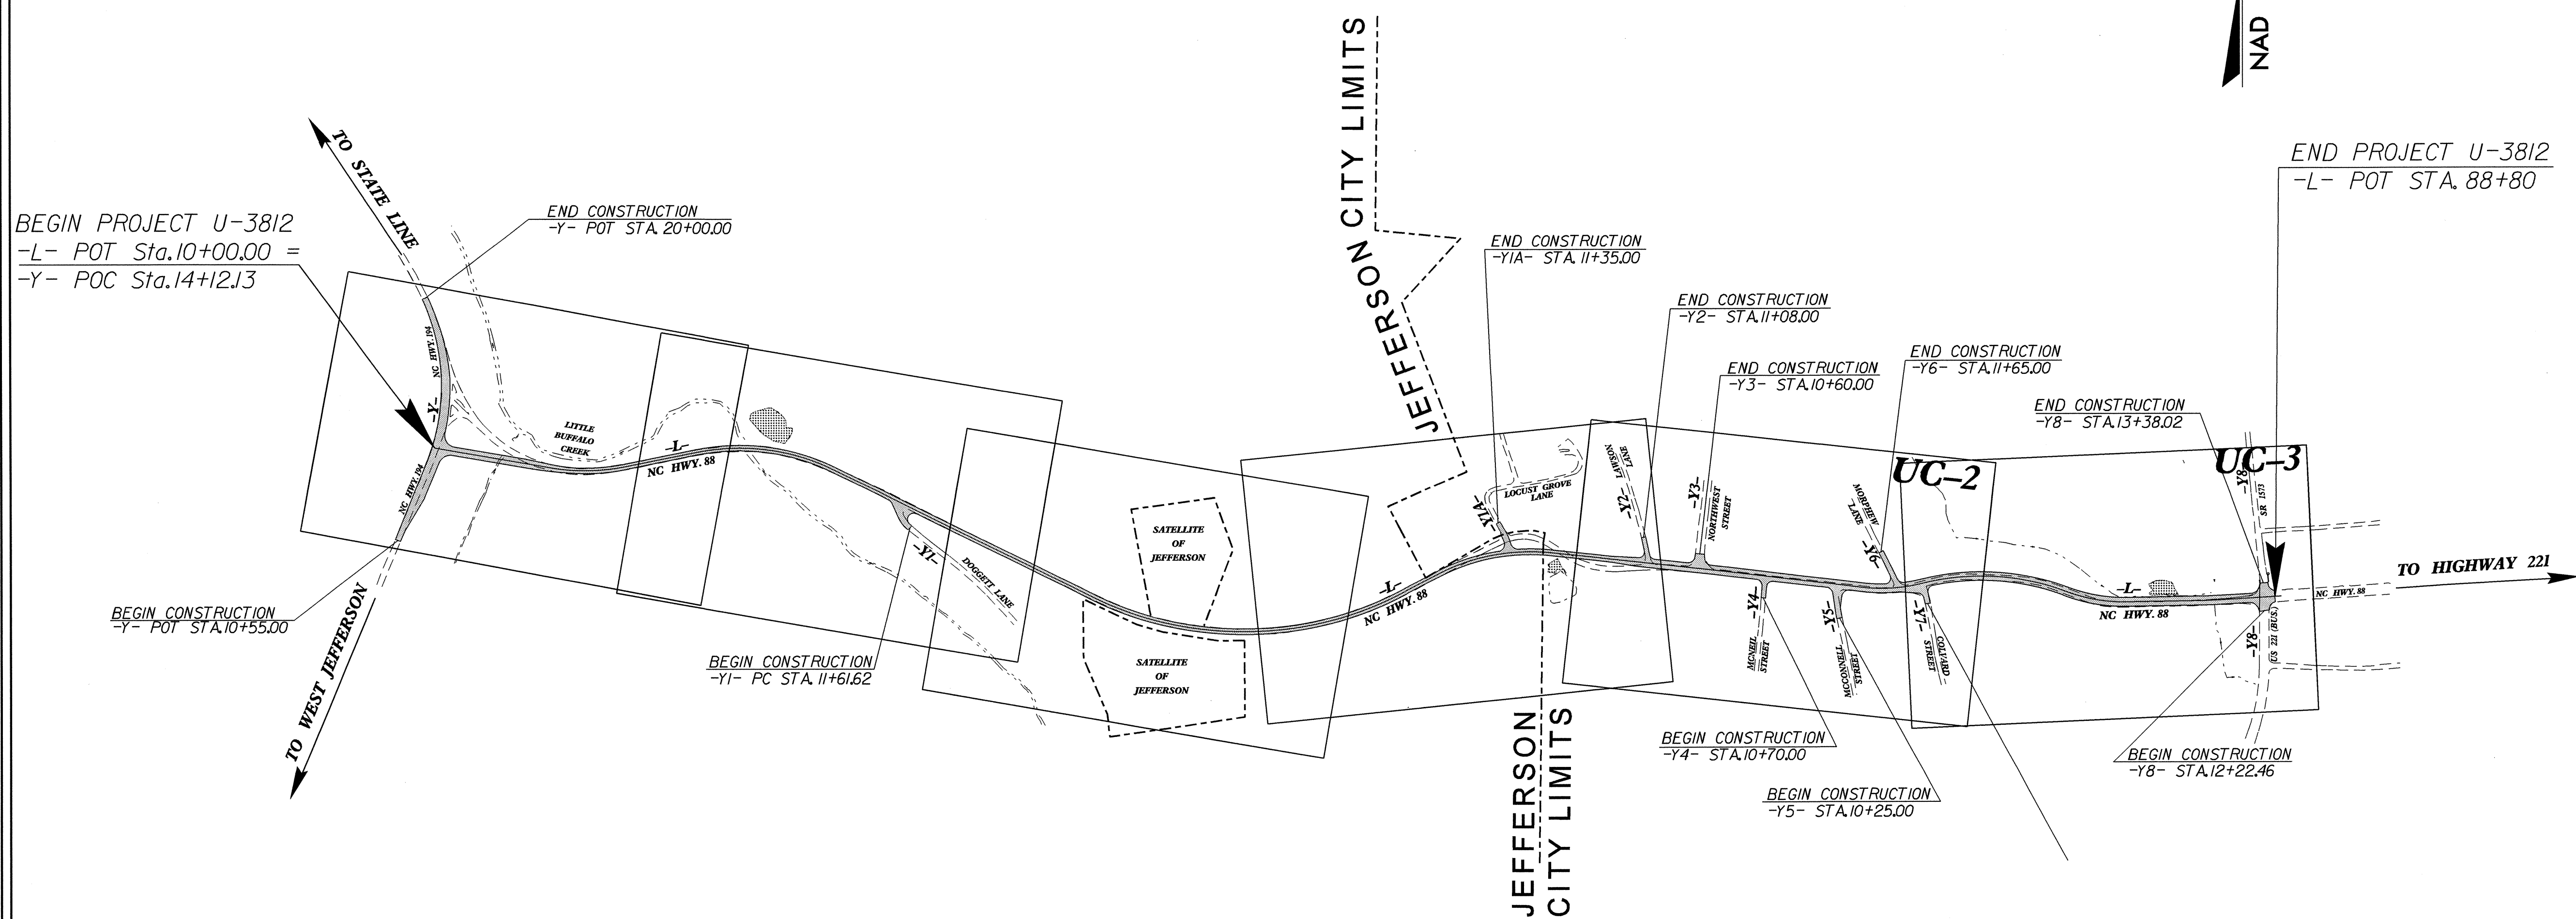 NAD
JEFFERSON CITY LIMITS
TO STATE LINE
BEGIN PROJECT U-3812
-L- POT Sta.10+00.00 =
-Y- POC Sta.14+12.13
END CONSTRUCTION
-Y- POT STA. 20+00.00
END PROJECT U-3812
-L- POT STA. 88+80
END CONSTRUCTION
-Y1A- STA. 11+35.00
END CONSTRUCTION
-Y2- STA.11+08.00
END CONSTRUCTION
-Y3- STA.10+60.00
END CONSTRUCTION
-Y6- STA.11+65.00
END CONSTRUCTION
-Y8- STA.13+38.02
NC HWY. 194
-Y-
NC HWY. 194
LITTLE
BUFFALO
CREEK
-L-
NC HWY. 88
-Y1-
DOGGETT LANE
SATELLITE
OF
JEFFERSON
SATELLITE
OF
JEFFERSON
-L-
NC HWY. 88
-Y1A-
LOCUST GROVE
LANE
-Y2-
LAWSON
LANE
-Y3-
NORTHWEST
STREET
MORPHEW
LANE
-Y6-
UC-2
UC-3
-Y8-
SR 1573
TO HIGHWAY 221
NC HWY. 88
-L-
NC HWY. 88
-Y4-
MCNEIL
STREET
-Y5-
MCCONNELL
STREET
-Y7-
COLVARD
STREET
-Y8-
US 221 (BUS.)
BEGIN CONSTRUCTION
-Y- POT STA.10+55.00
TO WEST JEFFERSON
BEGIN CONSTRUCTION
-Y1- PC STA. 11+61.62
JEFFERSON
CITY LIMITS
BEGIN CONSTRUCTION
-Y4- STA.10+70.00
BEGIN CONSTRUCTION
-Y5- STA.10+25.00
BEGIN CONSTRUCTION
-Y8- STA.12+22.46